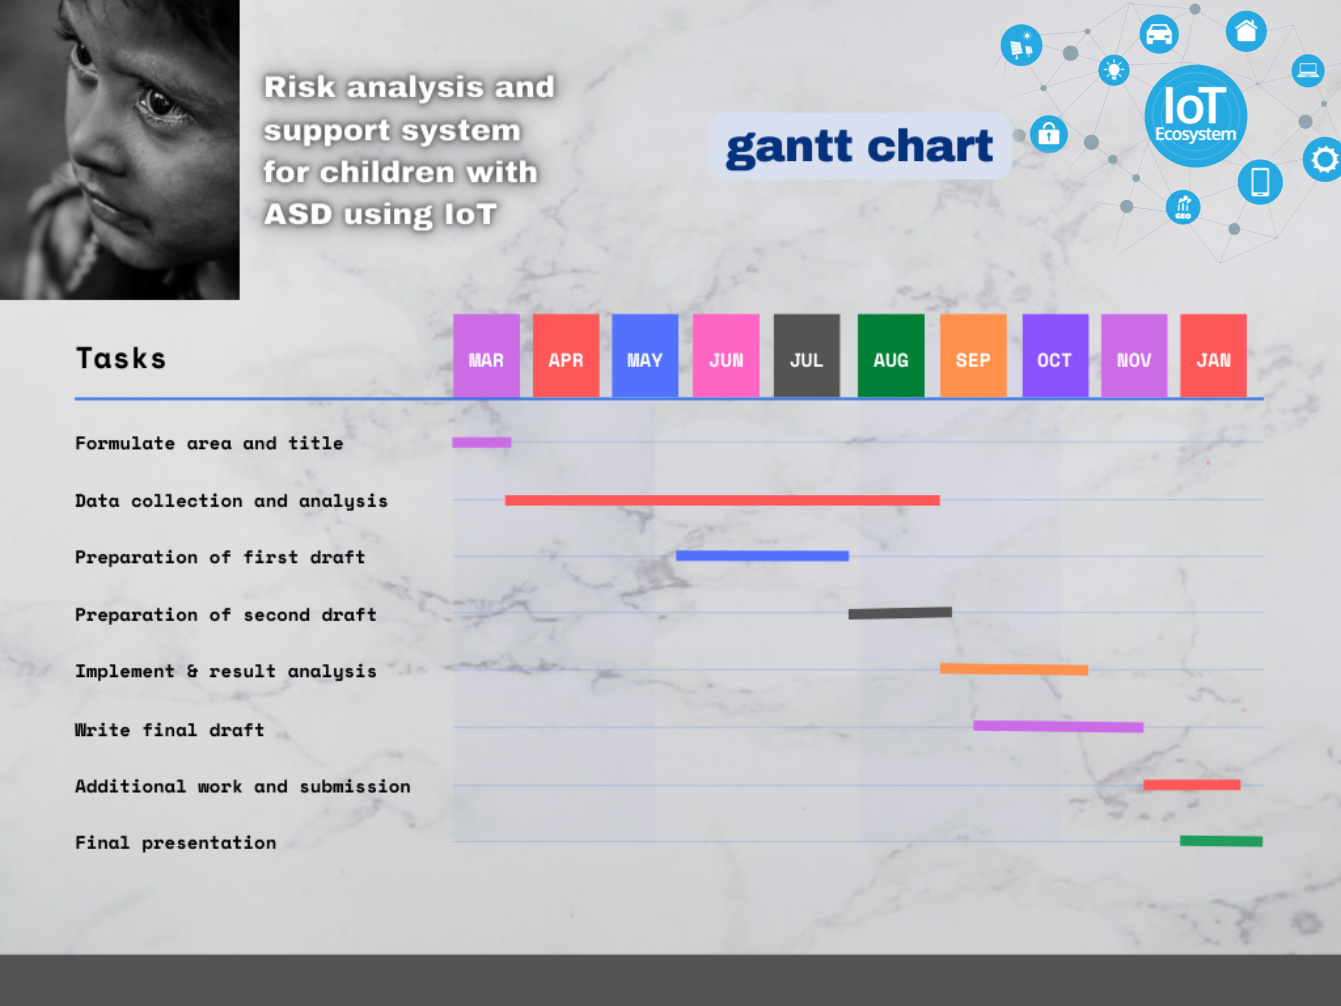 Risk analysis and
support system
for children with
ASD using IoT
gantt chart
IoT
Ecosystem
GEO
Tasks MAR APR MAY JUN JUL AUG SEP OCT NOV JAN
Formulate area and title
Data collection and analysis
Preparation of first draft
Preparation of second draft
Implement & result analysis
Write final draft
Additional work and submission
Final presentation